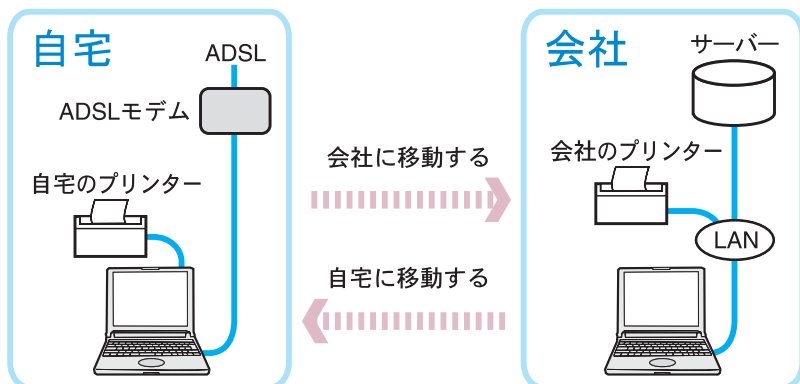 自宅
ADSL
ADSLモデム
自宅のプリンター
会社に移動する
自宅に移動する
会社
サーバー
会社のプリンター
LAN